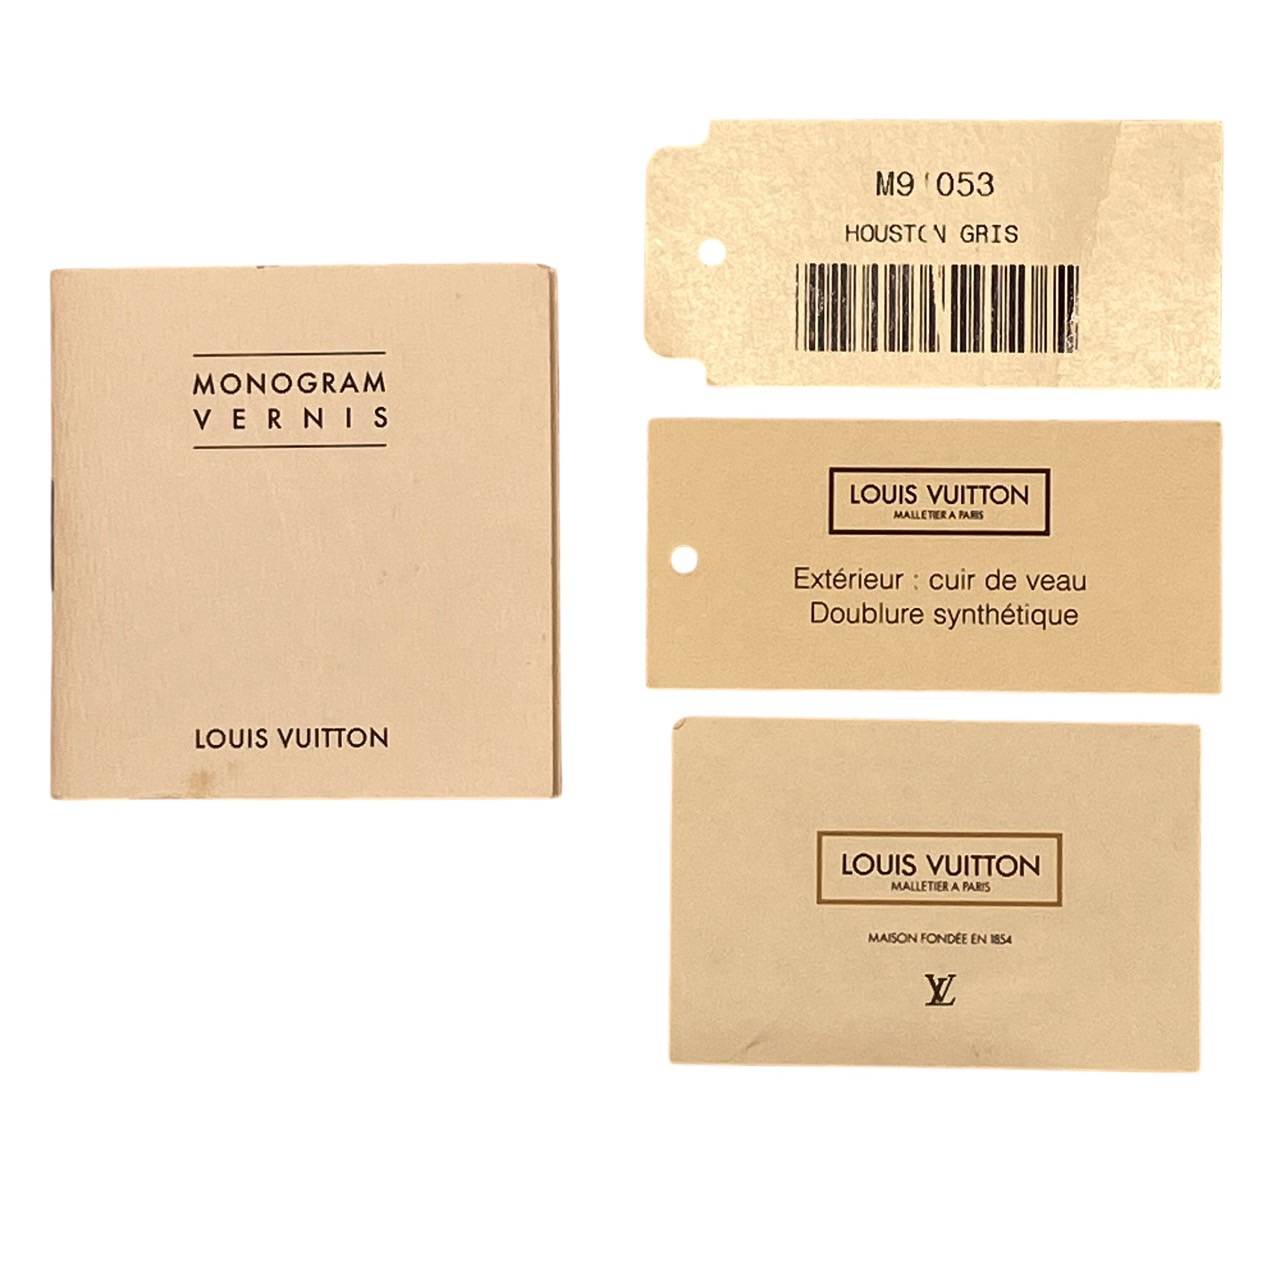 MONOGRAM
VERNIS
LOUIS VUITTON
M91053
HOUSTON GRIS
LOUIS VUITTON
MALLETIER A PARIS
Extérieur : cuir de veau
Doublure synthétique
LOUIS VUITTON
MALLETIER A PARIS
MAISON FONDÉE EN 1854
LV